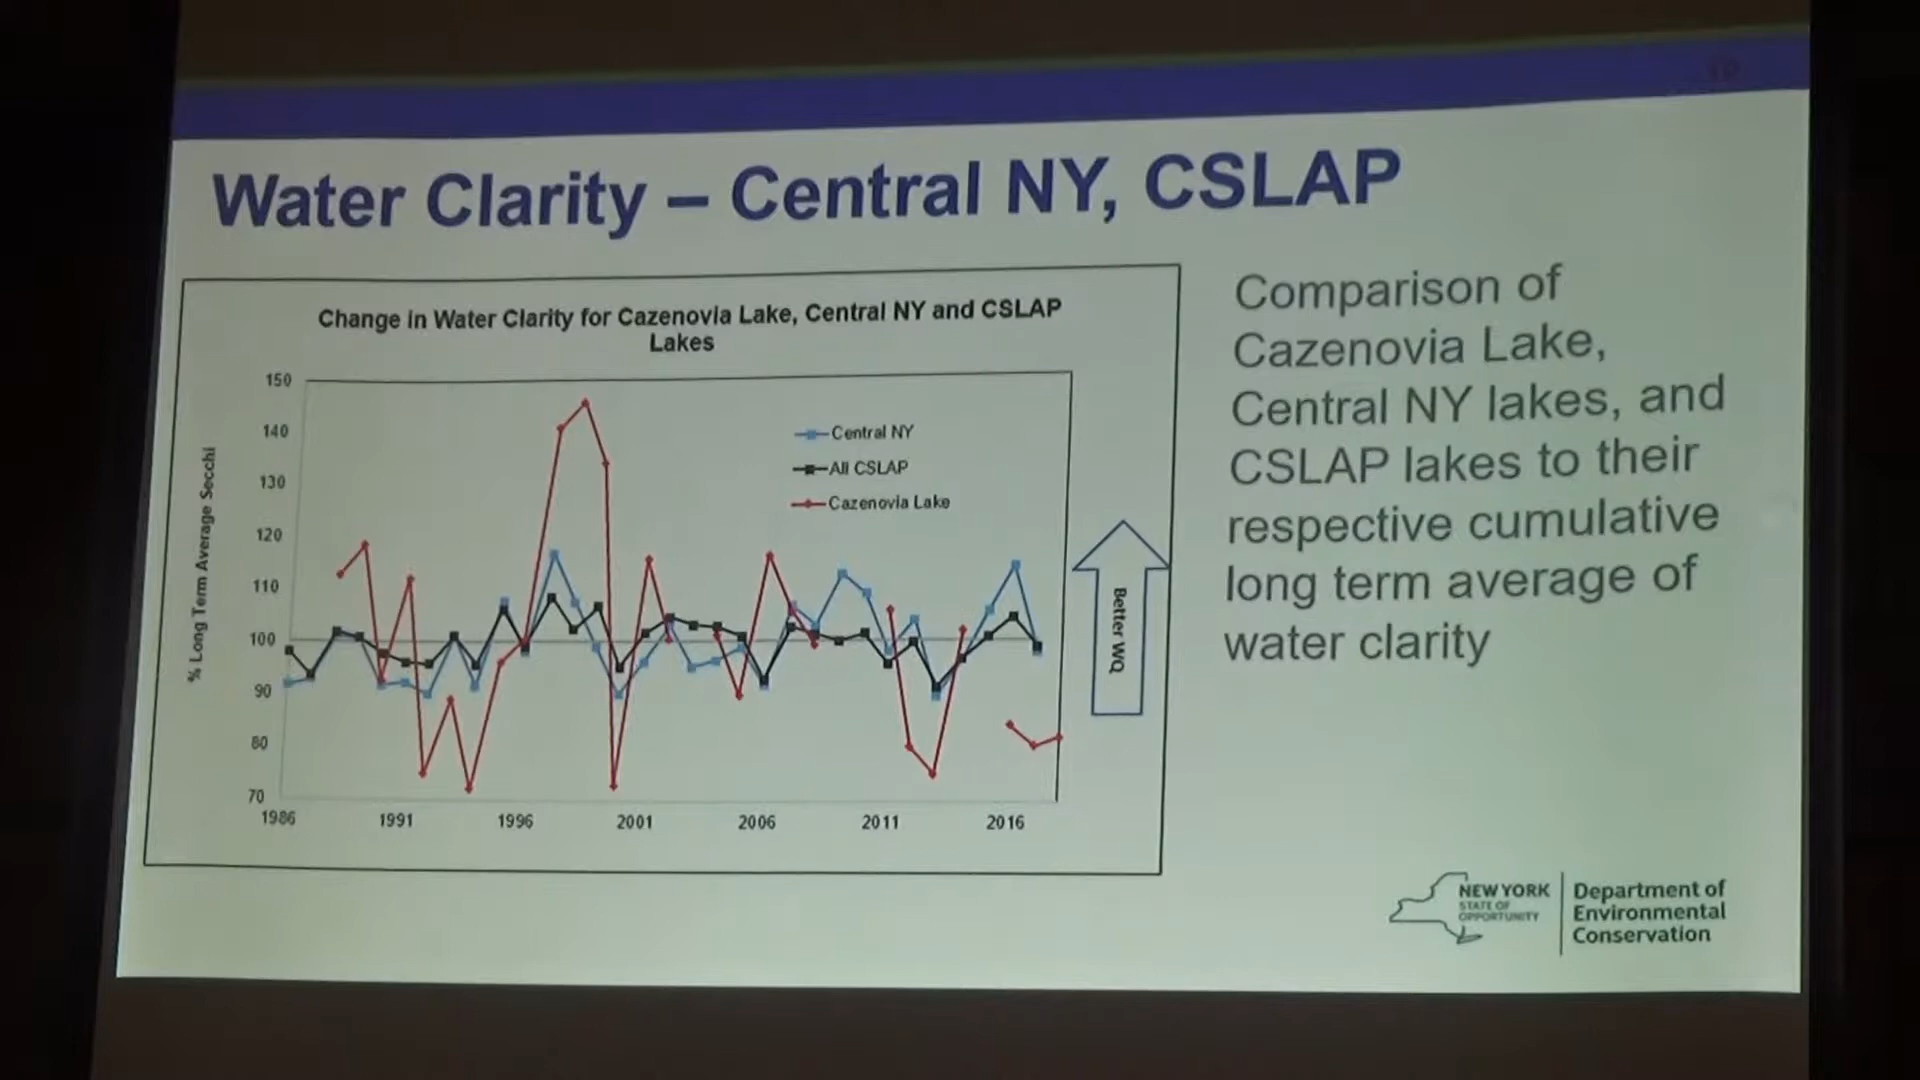 Water Clarity – Central NY, CSLAP
Change in Water Clarity for Cazenovia Lake, Central NY and CSLAP
Lakes
% Long Term Average Secchi
150
140
130
120
110
100
90
80
70
1986
1991
1996
2001
2006
2011
2016
Central NY
All CSLAP
Cazenovia Lake
Better WQ
Comparison of
Cazenovia Lake,
Central NY lakes, and
CSLAP lakes to their
respective cumulative
long term average of
water clarity
NEW YORK
STATE OF
OPPORTUNITY
Department of
Environmental
Conservation